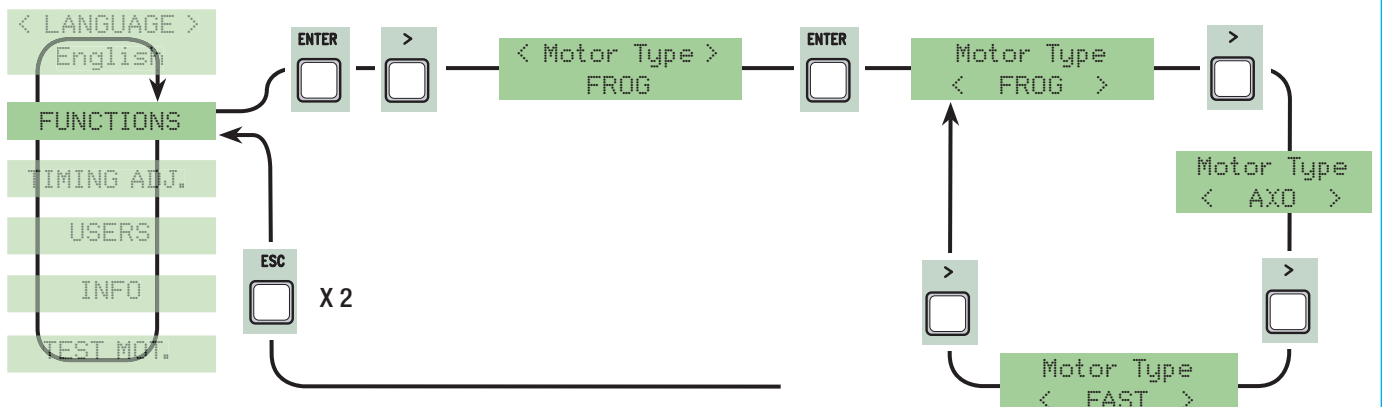 < LANGUAGE >
English
FUNCTIONS
TIMING ADJ.
USERS
INFO
TEST MOT.
ENTER
>
< Motor Type >
FROG
ENTER
Motor Type
< FROG >
>
Motor Type
< AXO >
>
Motor Type
< FAST >
>
ESC
X 2